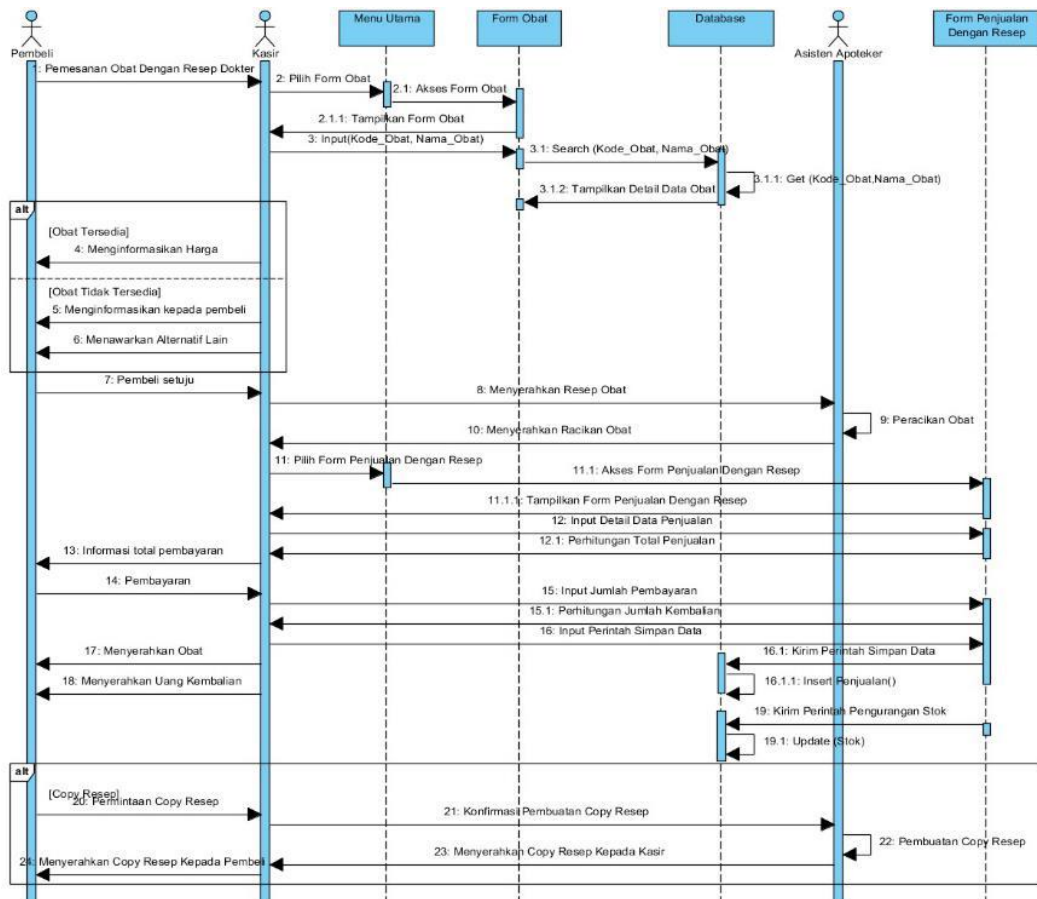 Pembeli
Kasir
Menu Utama
Form Obat
Database
Asisten Apoteker
Form Penjualan
Dengan Resep
1: Pemesanan Obat Dengan Resep Dokter
2: Pilih Form Obat
2.1: Akses Form Obat
2.1.1: Tampilkan Form Obat
3: Input(Kode_Obat, Nama_Obat)
3.1: Search (Kode_Obat, Nama_Obat)
3.1.1: Get (Kode_Obat,Nama_Obat)
3.1.2: Tampilkan Detail Data Obat
alt
[Obat Tersedia]
4: Menginformasikan Harga
[Obat Tidak Tersedia]
5: Menginformasikan kepada pembeli
6: Menawarkan Alternatif Lain
7: Pembeli setuju
8: Menyerahkan Resep Obat
9: Peracikan Obat
10: Menyerahkan Racikan Obat
11: Pilih Form Penjualan Dengan Resep
11.1: Akses Form Penjualan Dengan Resep
11.1.1: Tampilkan Form Penjualan Dengan Resep
12: Input Detail Data Penjualan
12.1: Perhitungan Total Penjualan
13: Informasi total pembayaran
14: Pembayaran
15: Input Jumlah Pembayaran
15.1: Perhitungan Jumlah Kembalian
16: Input Perintah Simpan Data
17: Menyerahkan Obat
16.1: Kirim Perintah Simpan Data
16.1.1: Insert Penjualan()
18: Menyerahkan Uang Kembalian
19: Kirim Perintah Pengurangan Stok
19.1: Update (Stok)
alt
[Copy Resep]
20: Permintaan Copy Resep
21: Konfirmasi Pembuatan Copy Resep
22: Pembuatan Copy Resep
23: Menyerahkan Copy Resep Kepada Kasir
24: Menyerahkan Copy Resep Kepada Pembeli